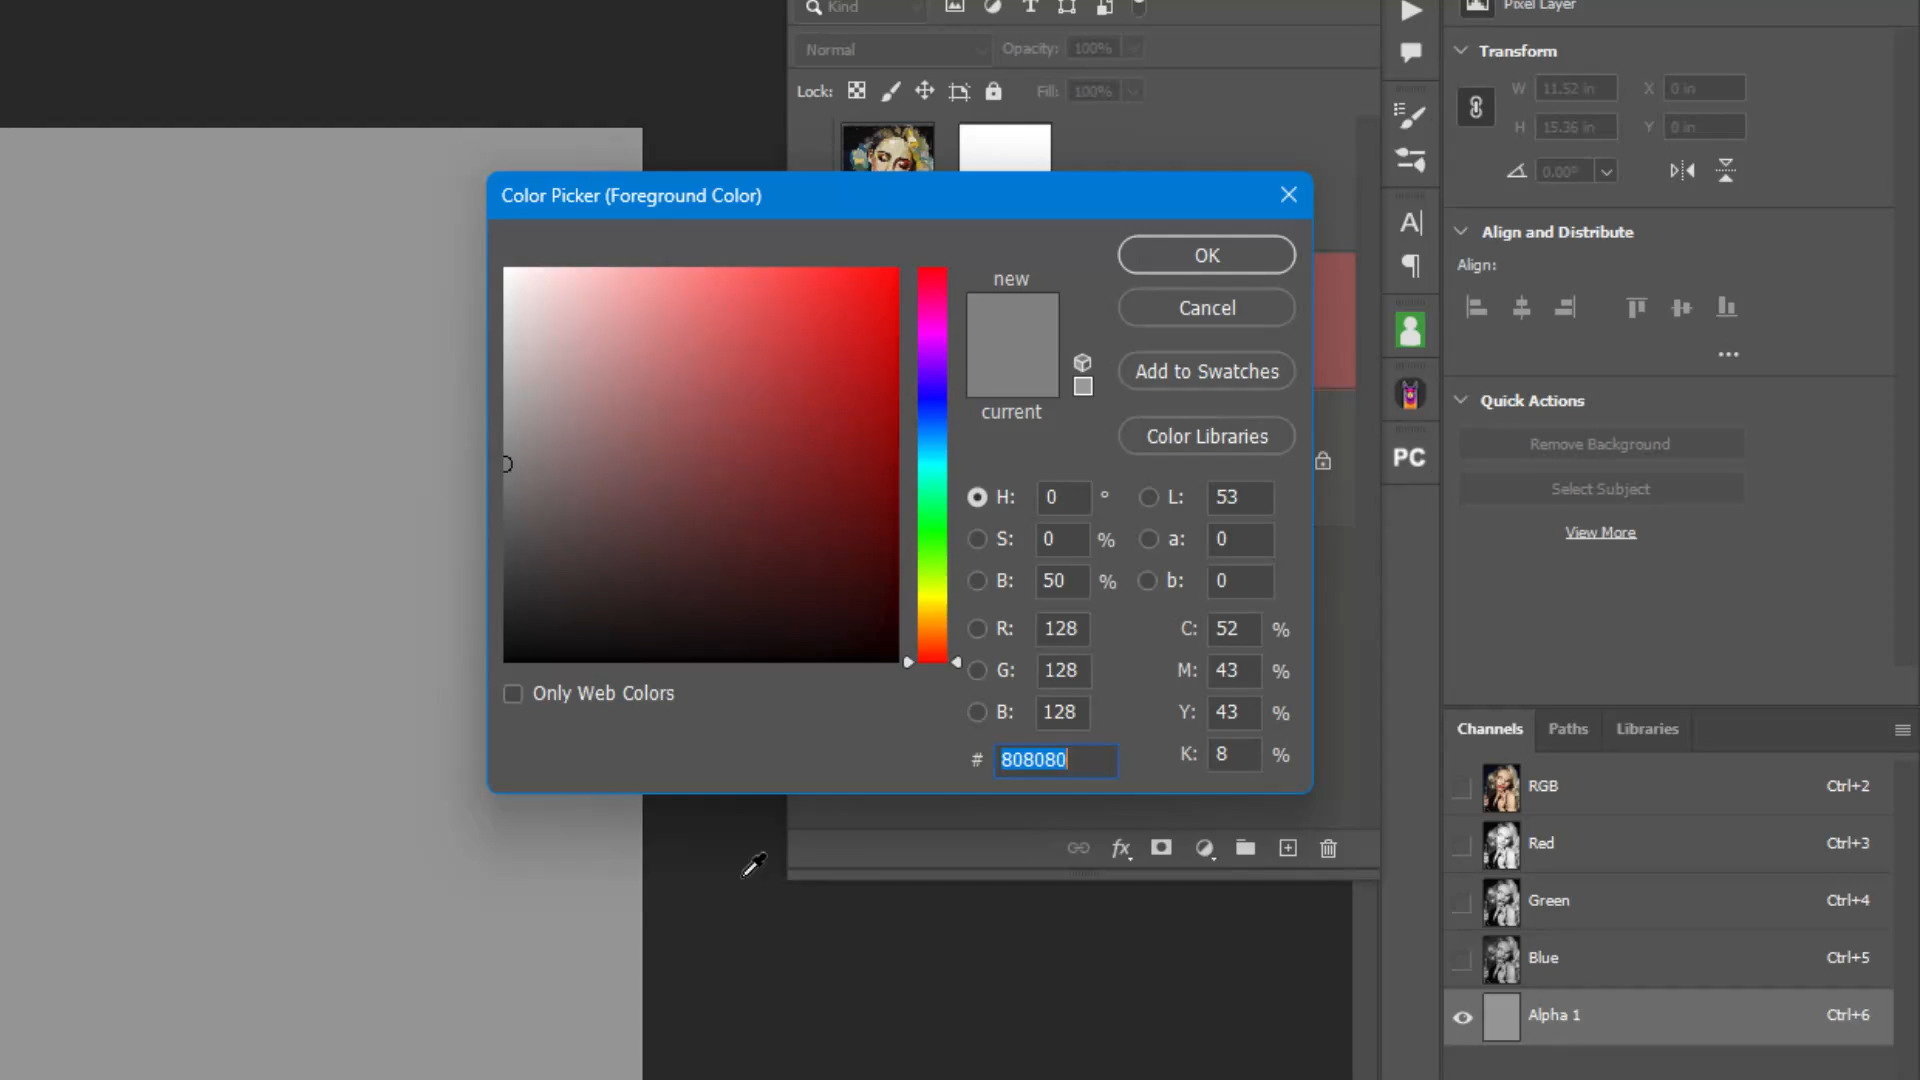 Kind
Normal
Opacity: 100%
Lock:
Fill: 100%
Pixel Layer
Transform
W 11.52 in X 0 in
H 15.36 in Y 0 in
0.00°
Align and Distribute
Align:
Quick Actions
Remove Background
Select Subject
View More
A
PC
Color Picker (Foreground Color)
new
current
OK
Cancel
Add to Swatches
Color Libraries
H: 0 ° L: 53
S: 0 % a: 0
B: 50 % b: 0
R: 128 C: 52 %
G: 128 M: 43 %
B: 128 Y: 43 %
# 808080 K: 8 %
Only Web Colors
fx
Channels Paths Libraries
RGB Ctrl+2
Red Ctrl+3
Green Ctrl+4
Blue Ctrl+5
Alpha 1 Ctrl+6